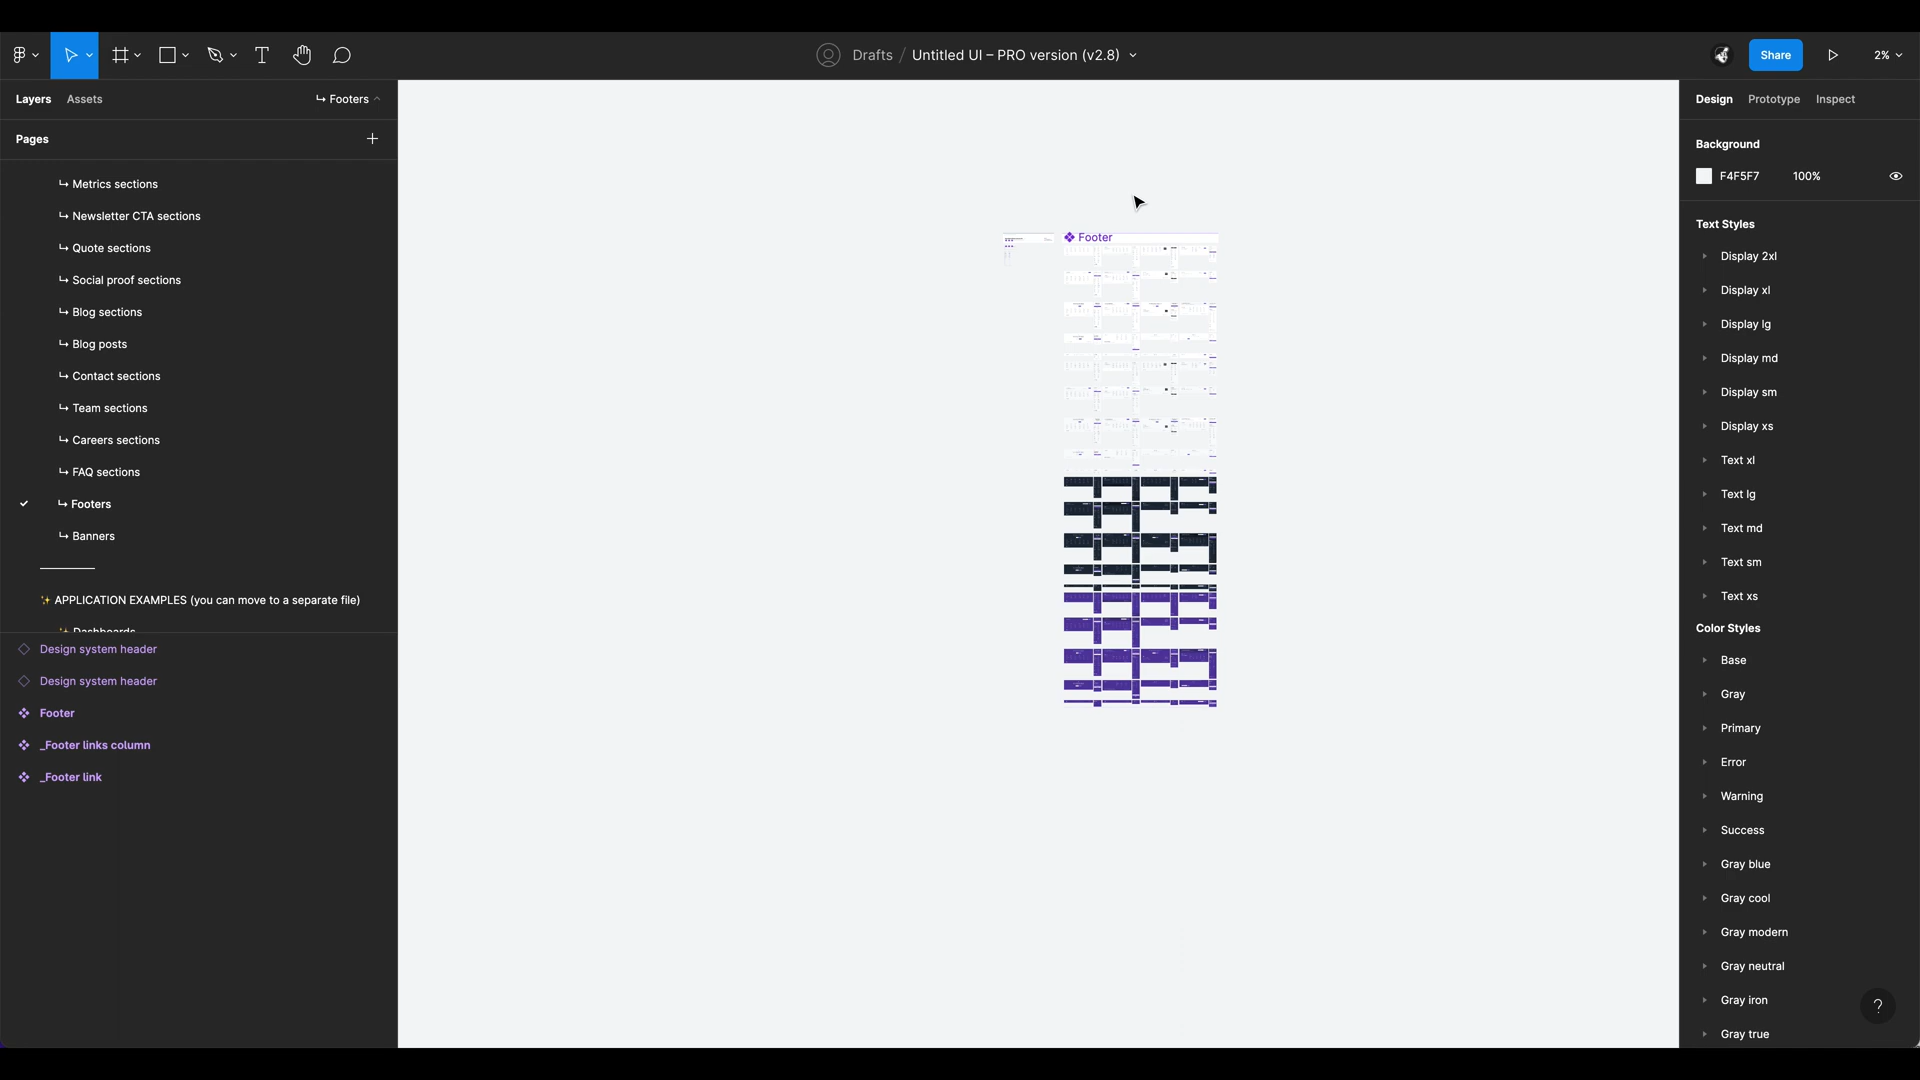 Drafts / Untitled UI – PRO version (v2.8)
Share
2%
Layers
Assets
↳ Footers
Pages
↳ Metrics sections
↳ Newsletter CTA sections
↳ Quote sections
↳ Social proof sections
↳ Blog sections
↳ Blog posts
↳ Contact sections
↳ Team sections
↳ Careers sections
↳ FAQ sections
↳ Footers
↳ Banners
✨ APPLICATION EXAMPLES (you can move to a separate file)
✨ Dashboards
Design system header
Design system header
Footer
_Footer links column
_Footer link
Footer
Design
Prototype
Inspect
Background
F4F5F7
100%
Text Styles
Display 2xl
Display xl
Display lg
Display md
Display sm
Display xs
Text xl
Text lg
Text md
Text sm
Text xs
Color Styles
Base
Gray
Primary
Error
Warning
Success
Gray blue
Gray cool
Gray modern
Gray neutral
Gray iron
Gray true
?